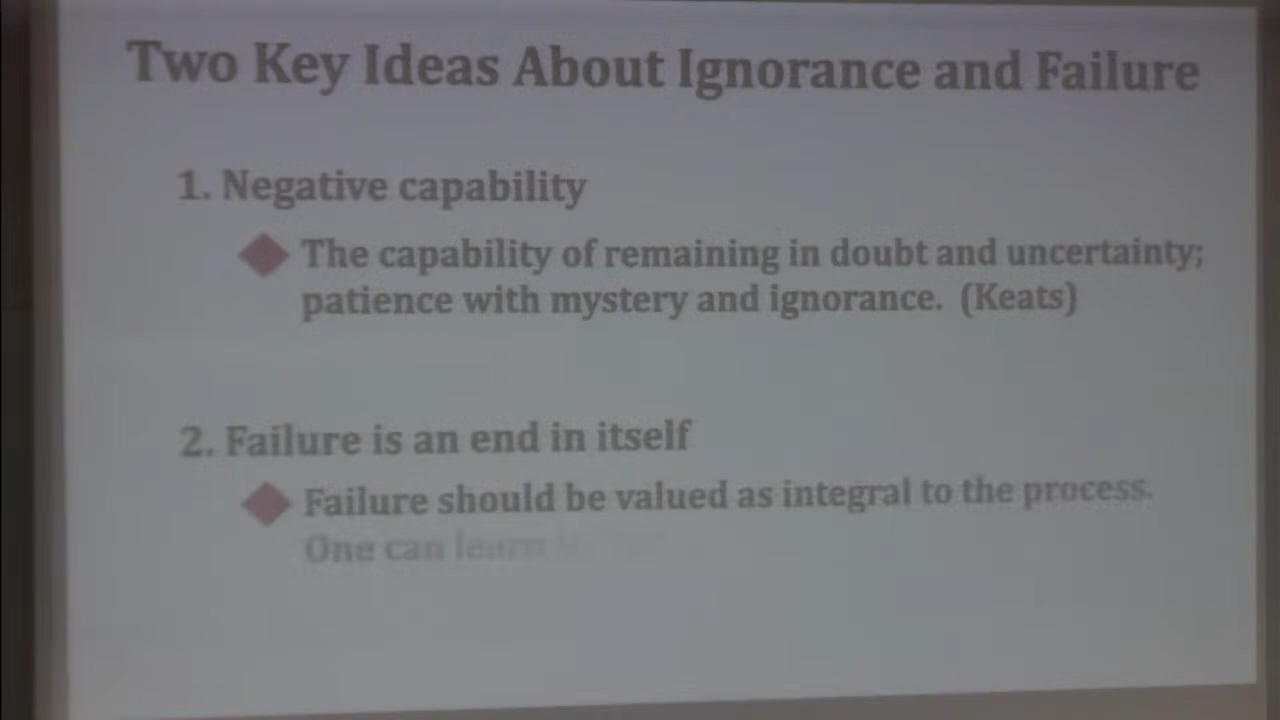 Two Key Ideas About Ignorance and Failure
1. Negative capability
The capability of remaining in doubt and uncertainty;
patience with mystery and ignorance. (Keats)
2. Failure is an end in itself
Failure should be valued as integral to the process.
One can learn